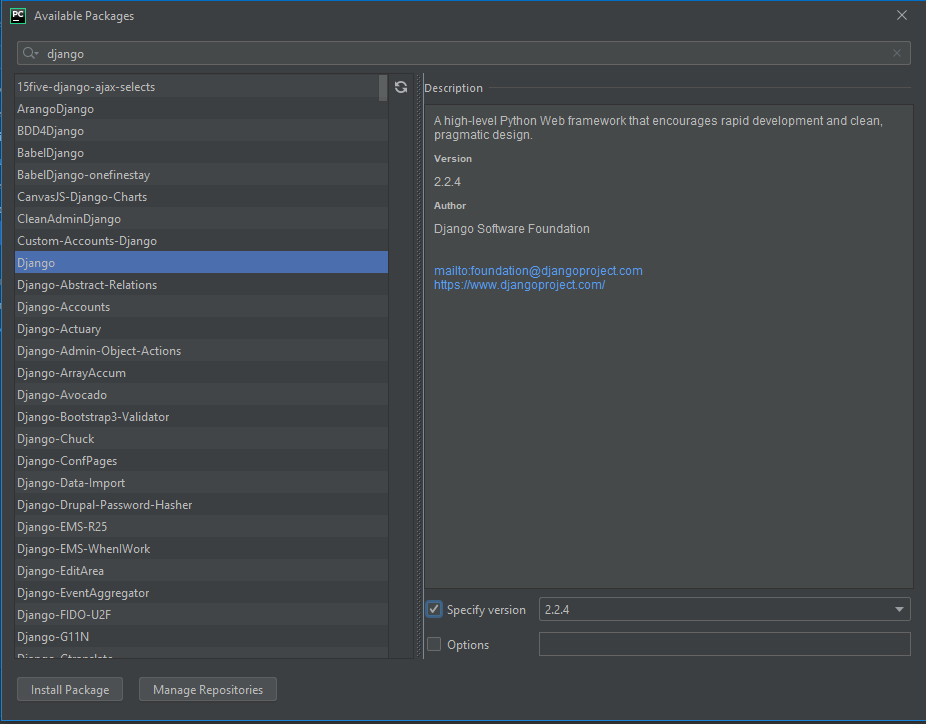 PC
Available Packages
django
15five-django-ajax-selects
ArangoDjango
BDD4Django
BabelDjango
BabelDjango-onefinestay
CanvasJS-Django-Charts
CleanAdminDjango
Custom-Accounts-Django
Django
Django-Abstract-Relations
Django-Accounts
Django-Actuary
Django-Admin-Object-Actions
Django-ArrayAccum
Django-Avocado
Django-Bootstrap3-Validator
Django-Chuck
Django-ConfPages
Django-Data-Import
Django-Drupal-Password-Hasher
Django-EMS-R25
Django-EMS-WhenIWork
Django-EditArea
Django-EventAggregator
Django-FIDO-U2F
Django-G11N
Description
A high-level Python Web framework that encourages rapid development and clean,
pragmatic design.
Version
2.2.4
Author
Django Software Foundation
mailto:foundation@djangoproject.com
https://www.djangoproject.com/
Specify version
2.2.4
Options
Install Package
Manage Repositories